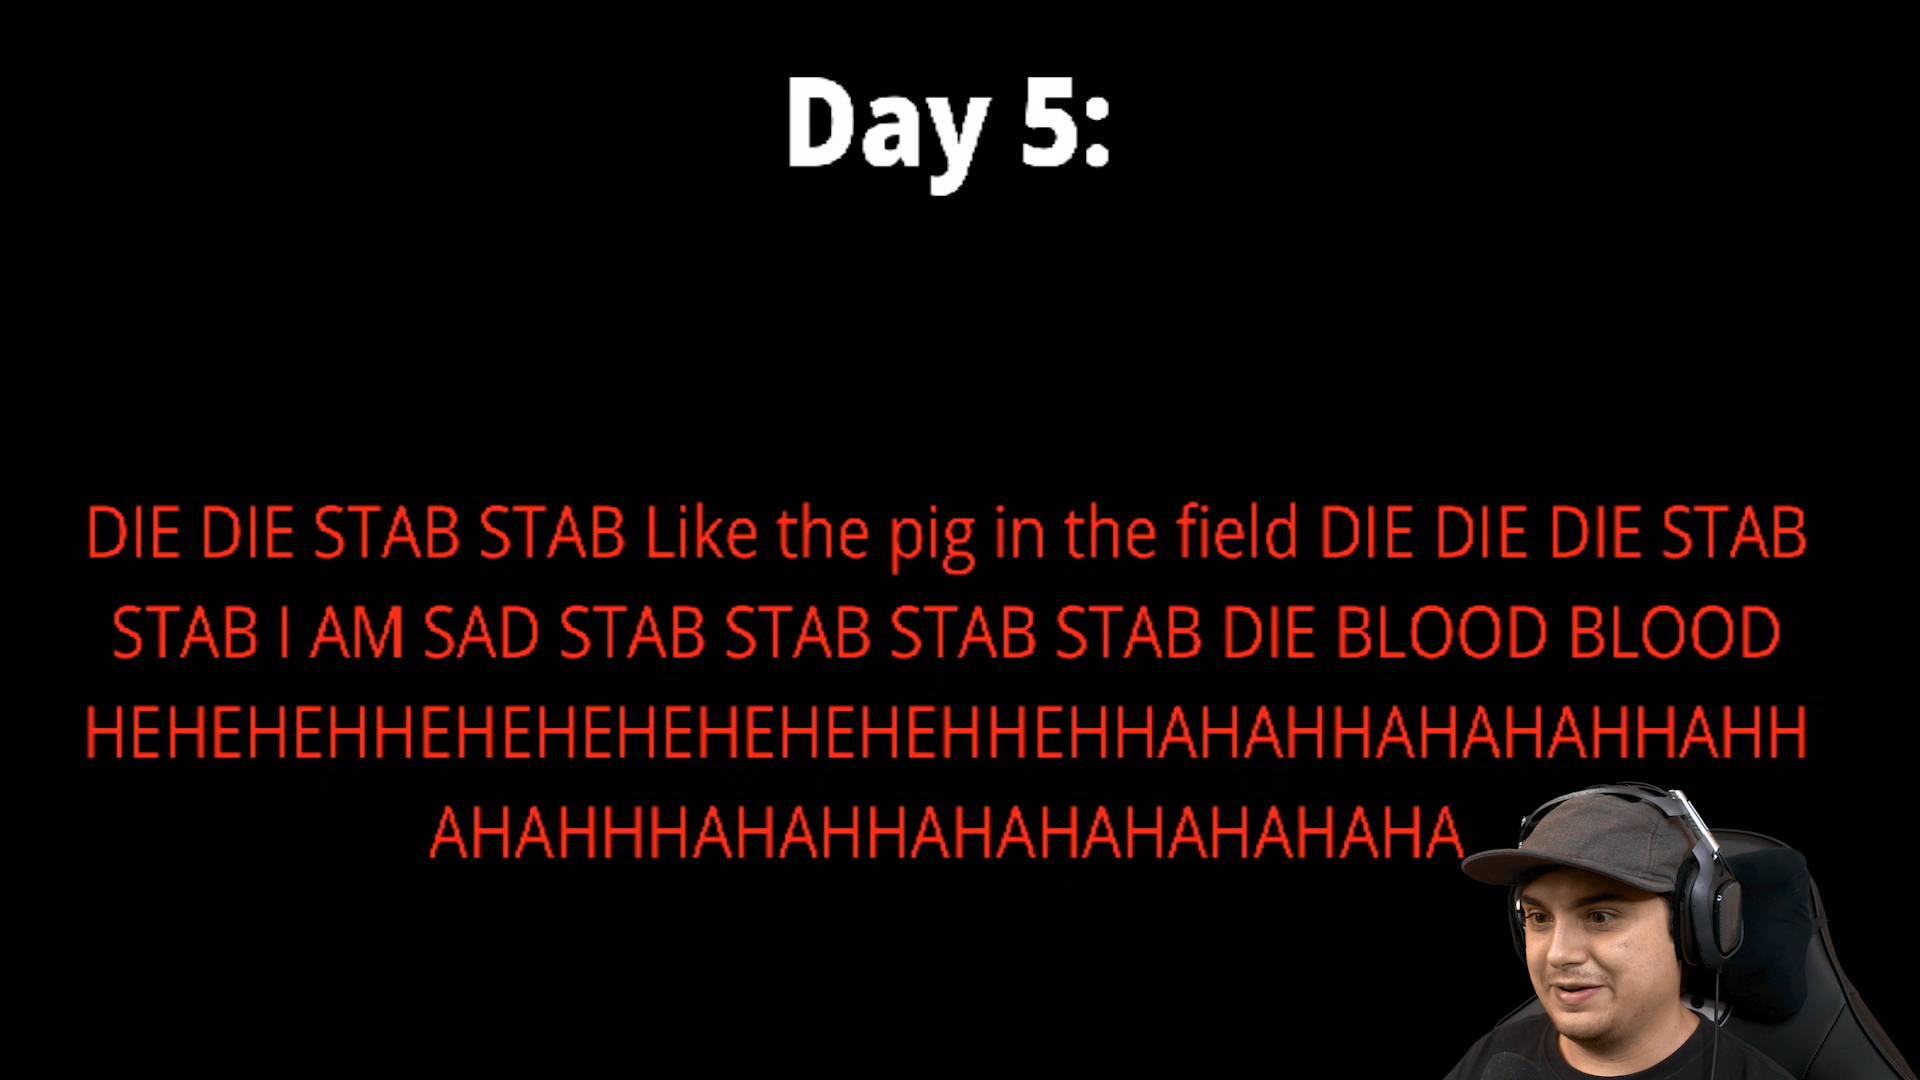 Day 5:
DIE DIE STAB STAB Like the pig in the field DIE DIE DIE STAB
STAB I AM SAD STAB STAB STAB STAB DIE BLOOD BLOOD
HEHEHEHHEHEHEHEHEHEHEHHEHHAHAHHAHAHAHHAHH
AHAHHHAHAHHAHAHAHAHAHAHA